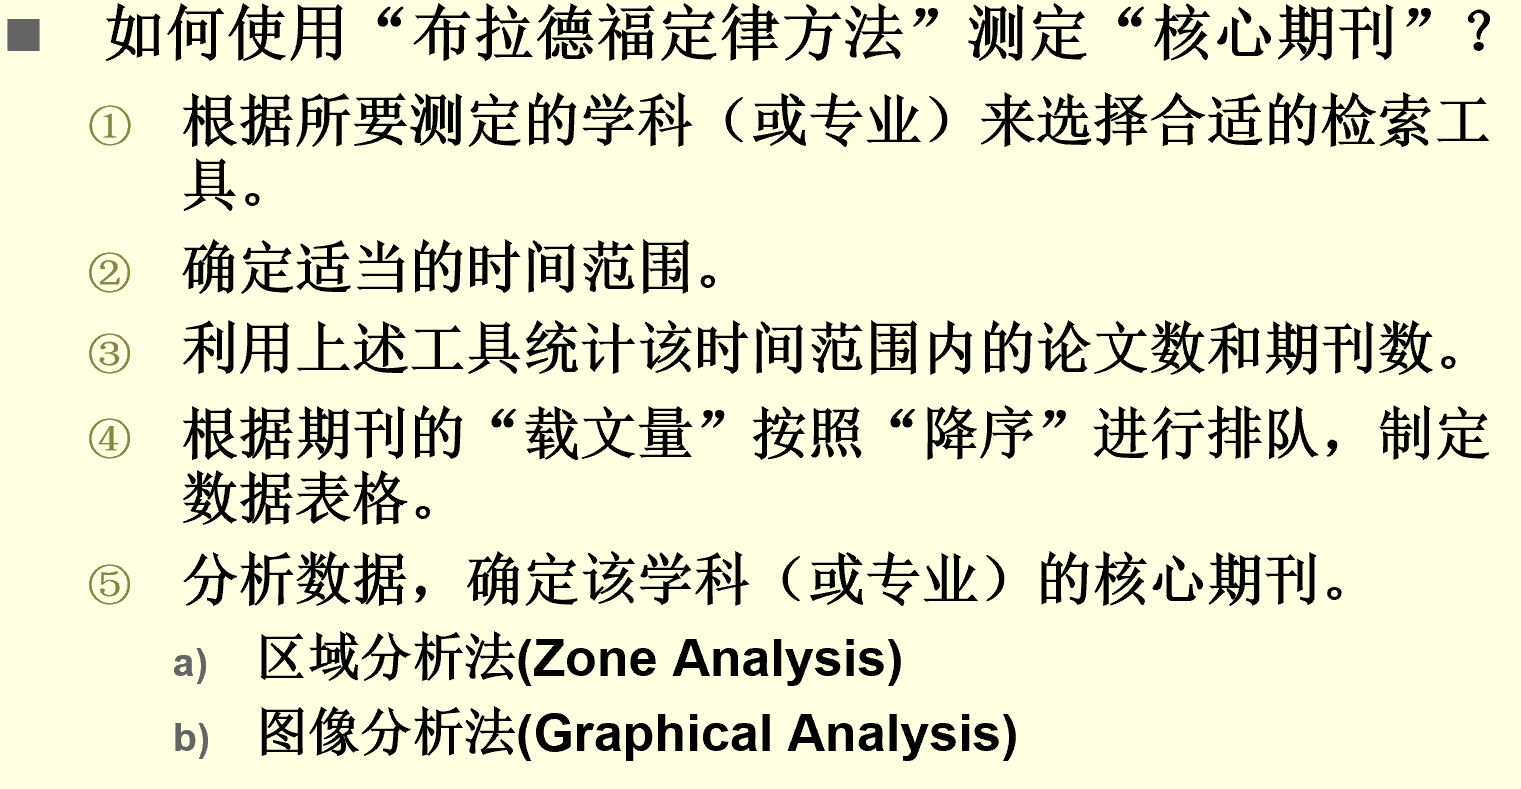 ■ 如何使用“布拉德福定律方法”测定“核心期刊”？
① 根据所要测定的学科（或专业）来选择合适的检索工
具。
② 确定适当的时间范围。
③ 利用上述工具统计该时间范围内的论文数和期刊数。
④ 根据期刊的“载文量”按照“降序”进行排队，制定
数据表格。
⑤ 分析数据，确定该学科（或专业）的核心期刊。
a) 区域分析法(Zone Analysis)
b) 图像分析法(Graphical Analysis)